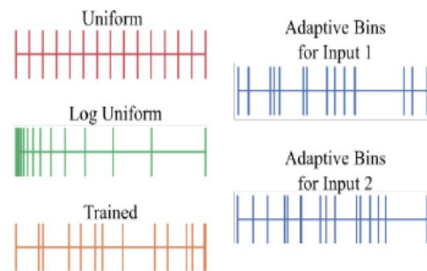 Uniform
Log Uniform
Trained
Adaptive Bins
for Input 1
Adaptive Bins
for Input 2